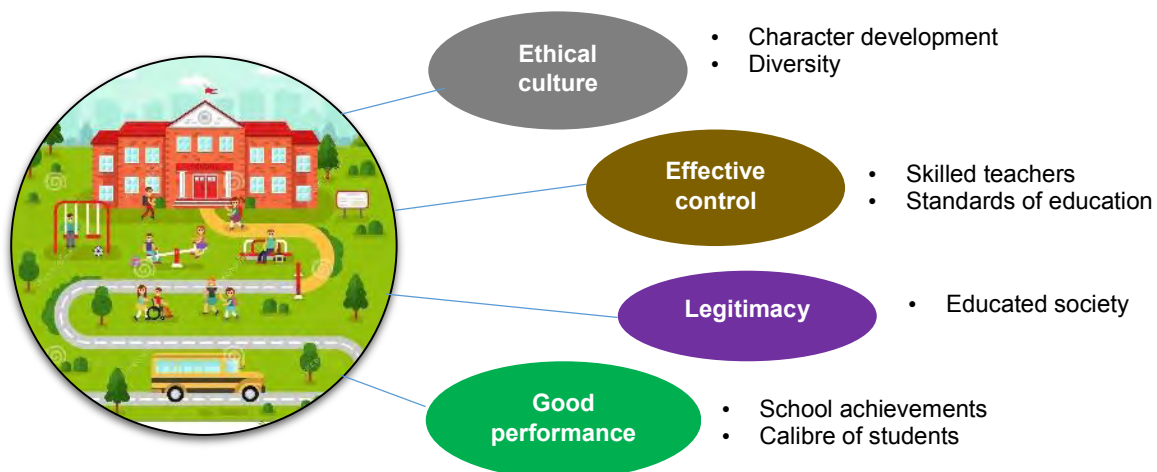 Ethical
culture
• Character development
• Diversity
Effective
control
• Skilled teachers
• Standards of education
Legitimacy
• Educated society
Good
performance
• School achievements
• Calibre of students